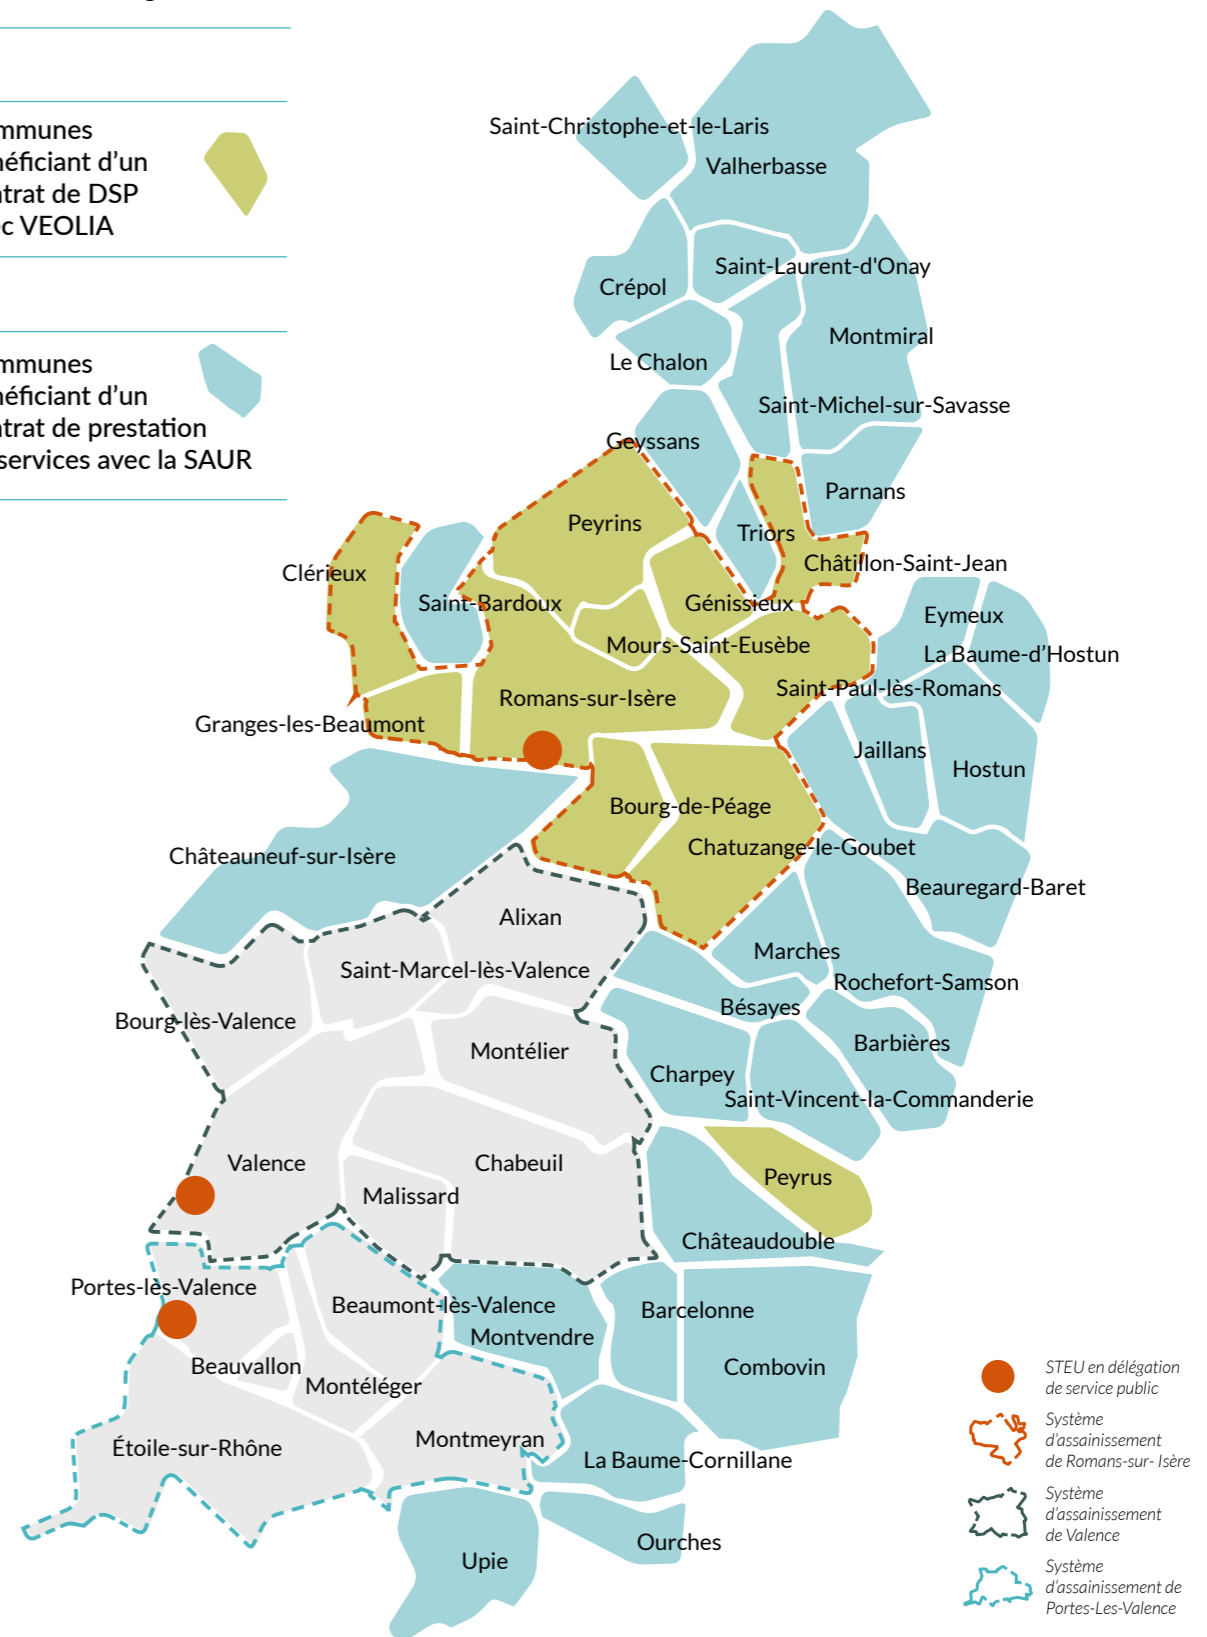 mmunes
néficiant d’un
trat de DSP
c VEOLIA
mmunes
néficiant d’un
trat de prestation
services avec la SAUR
Saint-Christophe-et-le-Laris
Valherbasse
Saint-Laurent-d'Onay
Crépol
Montmiral
Le Chalon
Saint-Michel-sur-Savasse
Geyssans
Parnans
Peyrins
Triors
Châtillon-Saint-Jean
Clérieux
Saint-Bardoux
Génissieux
Eymeux
Mours-Saint-Eusèbe
La Baume-d’Hostun
Saint-Paul-lès-Romans
Romans-sur-Isère
Granges-les-Beaumont
Jaillans
Hostun
Bourg-de-Péage
Chatuzange-le-Goubet
Châteauneuf-sur-Isère
Beauregard-Baret
Alixan
Marches
Saint-Marcel-lès-Valence
Rochefort-Samson
Bésayes
Bourg-lès-Valence
Barbières
Montélier
Charpey
Saint-Vincent-la-Commanderie
Valence
Chabeuil
Peyrus
Malissard
Châteaudouble
Portes-lès-Valence
Beaumont-lès-Valence
Barcelonne
Montvendre
Beauvallon
Combovin
Montéléger
Montmeyran
Étoile-sur-Rhône
La Baume-Cornillane
Ourches
Upie
STEU en délégation
de service public
Système
d’assainissement
de Romans-sur- Isère
Système
d’assainissement
de Valence
Système
d’assainissement de
Portes-Les-Valence